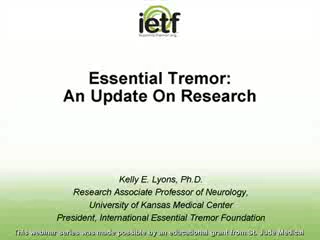 ietf
Essential Tremor:
An Update On Research
Kelly E. Lyons, Ph.D.
Research Associate Professor of Neurology,
University of Kansas Medical Center
President, International Essential Tremor Foundation
This webinar series was made possible by an educational grant from St. Jude Medical